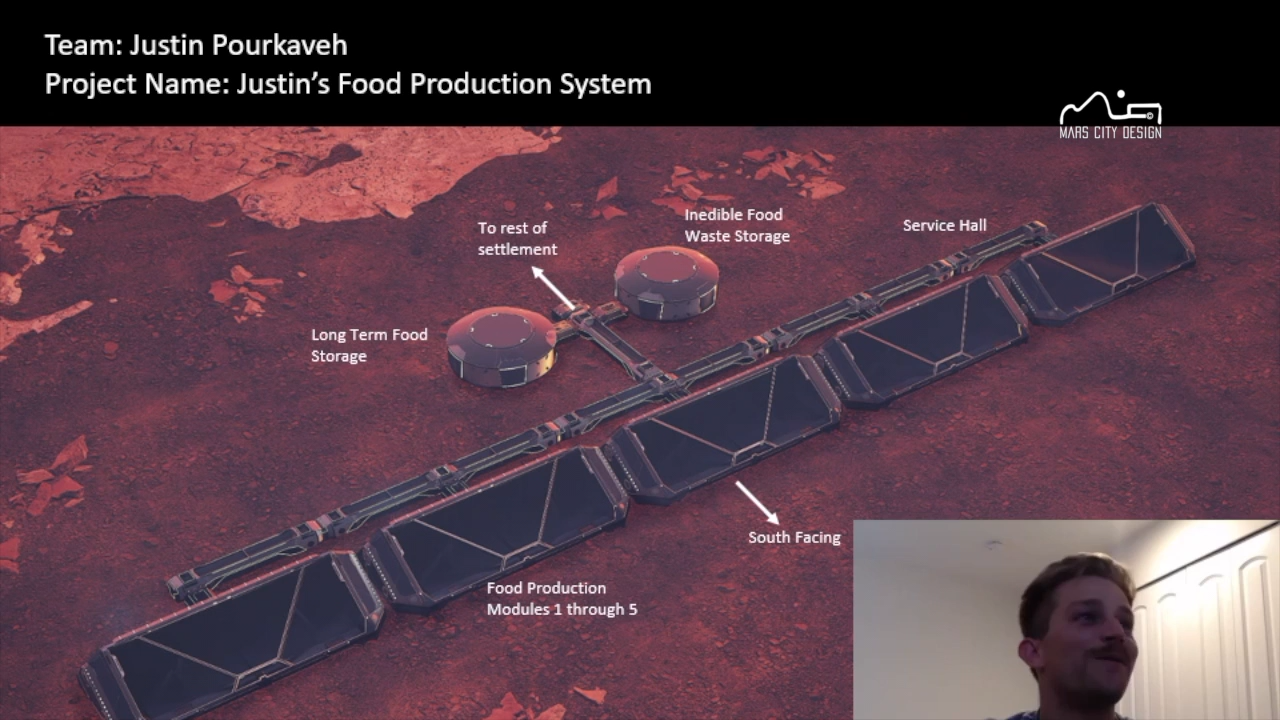 Team: Justin Pourkaveh
Project Name: Justin's Food Production System
MARS CITY DESIGN
©
To rest of
settlement
Inedible Food
Waste Storage
Service Hall
Long Term Food
Storage
South Facing
Food Production
Modules 1 through 5